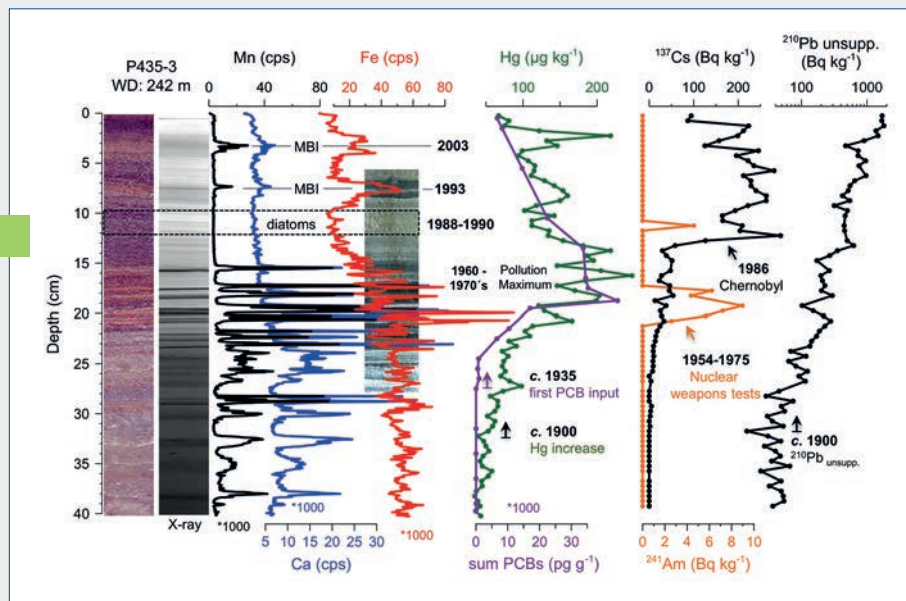 P435-3
WD: 242 m
Mn (cps)
0 40 80
Fe (cps)
20 40 60 80
Hg (µg kg⁻¹)
0 100 200
¹³⁷Cs (Bq kg⁻¹)
0 100 200
²¹⁰Pb unsupp.
(Bq kg⁻¹)
100 1000
Depth (cm)
0
5
10
15
20
25
30
35
40
MBI
2003
MBI
1993
diatoms
1988-1990
1960 -
1970´s
Pollution
Maximum
1986
Chernobyl
1954-1975
Nuclear
weapons tests
c. 1935
first PCB input
c. 1900
Hg increase
c. 1900
²¹⁰Pb unsupp.
X-ray
*1000
*1000
*1000
*1000
5 10 15 20 25 30
Ca (cps)
0 10 20 30
sum PCBs (pg g⁻¹)
0 2 4 6 8 10
²⁴¹Am (Bq kg⁻¹)